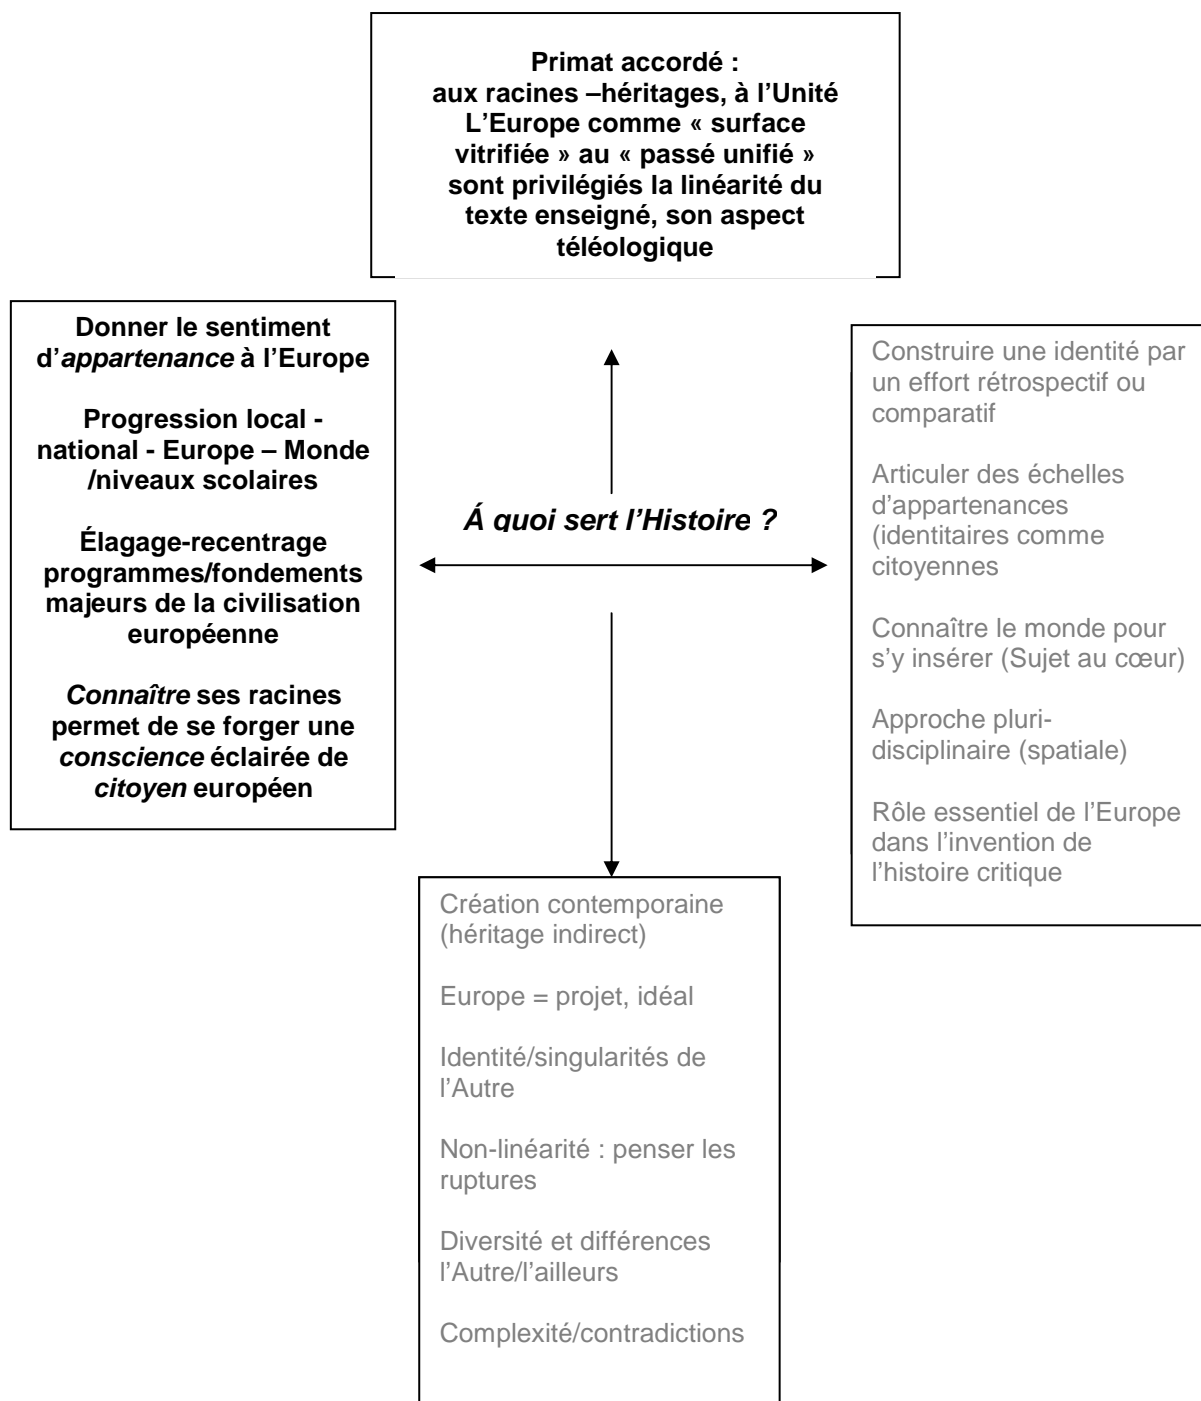 Primat accordé :
aux racines –héritages, à l’Unité
L’Europe comme « surface
vitrifiée » au « passé unifié »
sont privilégiés la linéarité du
texte enseigné, son aspect
téléologique
Donner le sentiment
d’appartenance à l’Europe
Progression local -
national - Europe – Monde
/niveaux scolaires
Élagage-recentrage
programmes/fondements
majeurs de la civilisation
européenne
Connaître ses racines
permet de se forger une
conscience éclairée de
citoyen européen
Á quoi sert l’Histoire ?
Construire une identité par
un effort rétrospectif ou
comparatif
Articuler des échelles
d’appartenances
(identitaires comme
citoyennes
Connaître le monde pour
s’y insérer (Sujet au cœur)
Approche pluri-
disciplinaire (spatiale)
Rôle essentiel de l’Europe
dans l’invention de
l’histoire critique
Création contemporaine
(héritage indirect)
Europe = projet, idéal
Identité/singularités de
l’Autre
Non-linéarité : penser les
ruptures
Diversité et différences
l’Autre/l’ailleurs
Complexité/contradictions